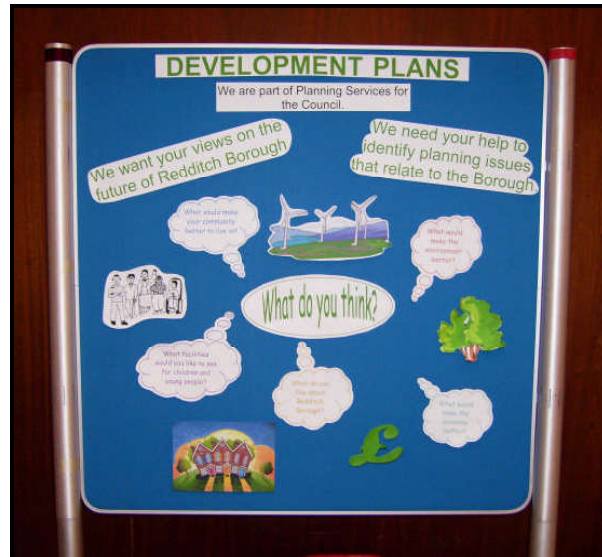 DEVELOPMENT PLANS
We are part of Planning Services for
the Council.
We want your views on the
future of Redditch Borough
We need your help to
identify planning issues
that relate to the Borough.
What would make
your community
better to live in?
What would
make the
environment
better?
What do you think?
What facilities
would you like to see
for children and
young people?
What do you
like about
Redditch
Borough?
What would
make the
economy
better?
£